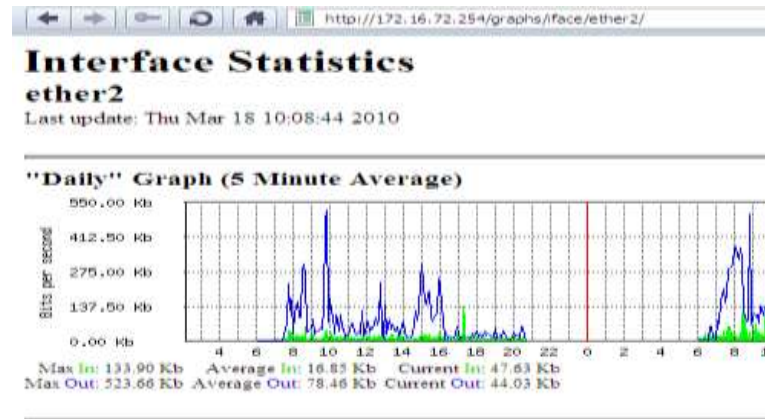 http://172.16.72.254/graphs/iface/ether2/
Interface Statistics
ether2
Last update: Thu Mar 18 10:08:44 2010
"Daily" Graph (5 Minute Average)
Bits per second
550.00 Kb
412.50 Kb
275.00 Kb
137.50 Kb
0.00 Kb
4 6 8 10 12 14 16 18 20 22 0 2 4 6 8
Max In: 133.90 Kb Average In: 16.85 Kb Current In: 47.63 Kb
Max Out: 523.66 Kb Average Out: 78.46 Kb Current Out: 44.03 Kb